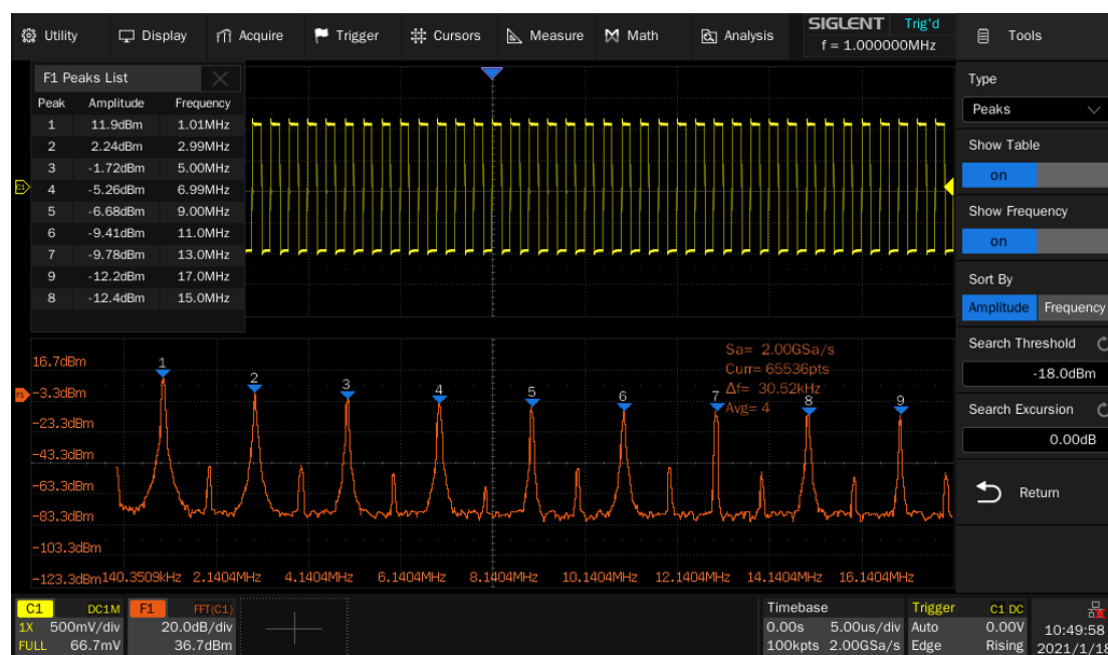 Utility Display Acquire Trigger Cursors Measure Math Analysis
SIGLENT Trig'd
f = 1.000000MHz
Tools
F1 Peaks List
Peak Amplitude Frequency
1 11.9dBm 1.01MHz
2 2.24dBm 2.99MHz
3 -1.72dBm 5.00MHz
4 -5.26dBm 6.99MHz
5 -6.68dBm 9.00MHz
6 -9.41dBm 11.0MHz
7 -9.78dBm 13.0MHz
9 -12.2dBm 17.0MHz
8 -12.4dBm 15.0MHz
C1
Type
Peaks
Show Table
on
Show Frequency
on
Sort By
Amplitude Frequency
Search Threshold
-18.0dBm
Search Excursion
0.00dB
Return
Sa= 2.00GSa/s
Curr= 65536pts
Δf= 30.52kHz
Avg= 4
1 2 3 4 5 6 7 8 9
F1
16.7dBm
-3.3dBm
-23.3dBm
-43.3dBm
-63.3dBm
-83.3dBm
-103.3dBm
-123.3dBm
140.3509kHz 2.1404MHz 4.1404MHz 6.1404MHz 8.1404MHz 10.1404MHz 12.1404MHz 14.1404MHz 16.1404MHz
C1 DC1M
1X 500mV/div
FULL 66.7mV
F1 FFT(C1)
20.0dB/div
36.7dBm
Timebase
0.00s 5.00us/div
100kpts 2.00GSa/s
Trigger C1 DC
Auto 0.00V
Edge Rising
10:49:58
2021/1/18